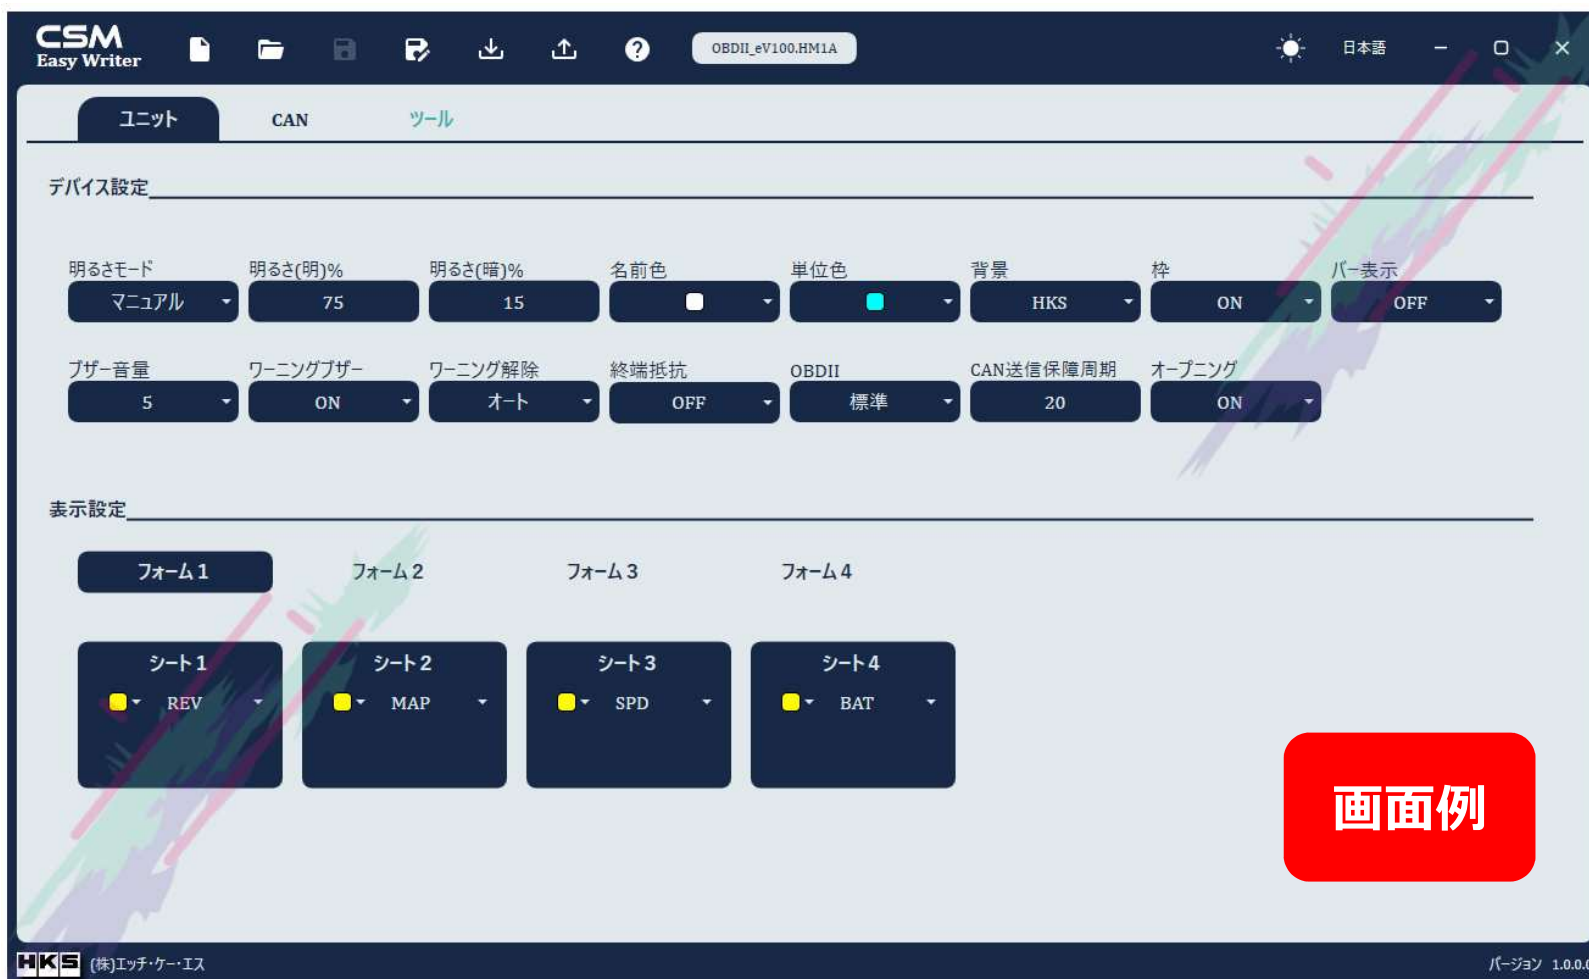 CSM
Easy Writer
OBDII_eV100.HM1A
日本語
ユニット CAN ツール
デバイス設定
明るさモード 明るさ(明)% 明るさ(暗)% 名前色 単位色 背景 枠 バー表示
マニュアル 75 15 HKS ON OFF
ブザー音量 ワーニングブザー ワーニング解除 終端抵抗 OBDII CAN送信保障周期 オープニング
5 ON オート OFF 標準 20 ON
表示設定
フォーム1 フォーム2 フォーム3 フォーム4
シート1 シート2 シート3 シート4
REV MAP SPD BAT
画面例
HKS (株)エッチ・ケー・エス
バージョン 1.0.0.0